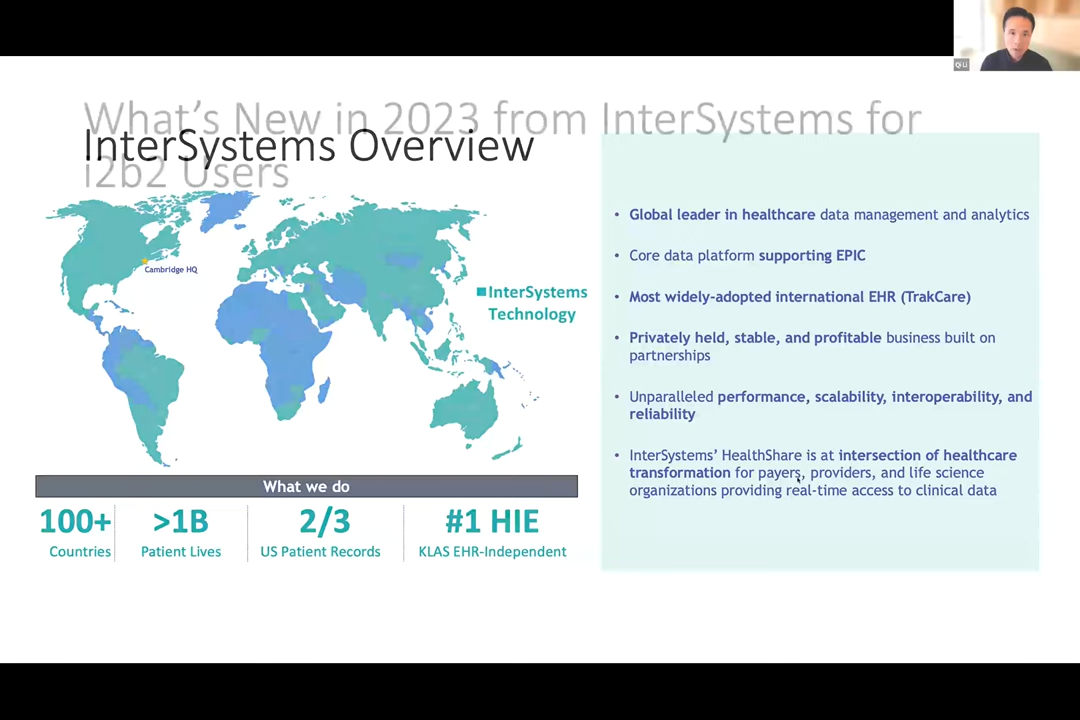 Qi Li
What's New in 2023 from InterSystems for
InterSystems Overview
i2b2 Users
Cambridge HQ
InterSystems
Technology
• Global leader in healthcare data management and analytics
• Core data platform supporting EPIC
• Most widely-adopted international EHR (TrakCare)
• Privately held, stable, and profitable business built on
partnerships
• Unparalleled performance, scalability, interoperability, and
reliability
• InterSystems' HealthShare is at intersection of healthcare
transformation for payers, providers, and life science
organizations providing real-time access to clinical data
What we do
100+
Countries
>1B
Patient Lives
2/3
US Patient Records
#1 HIE
KLAS EHR-Independent